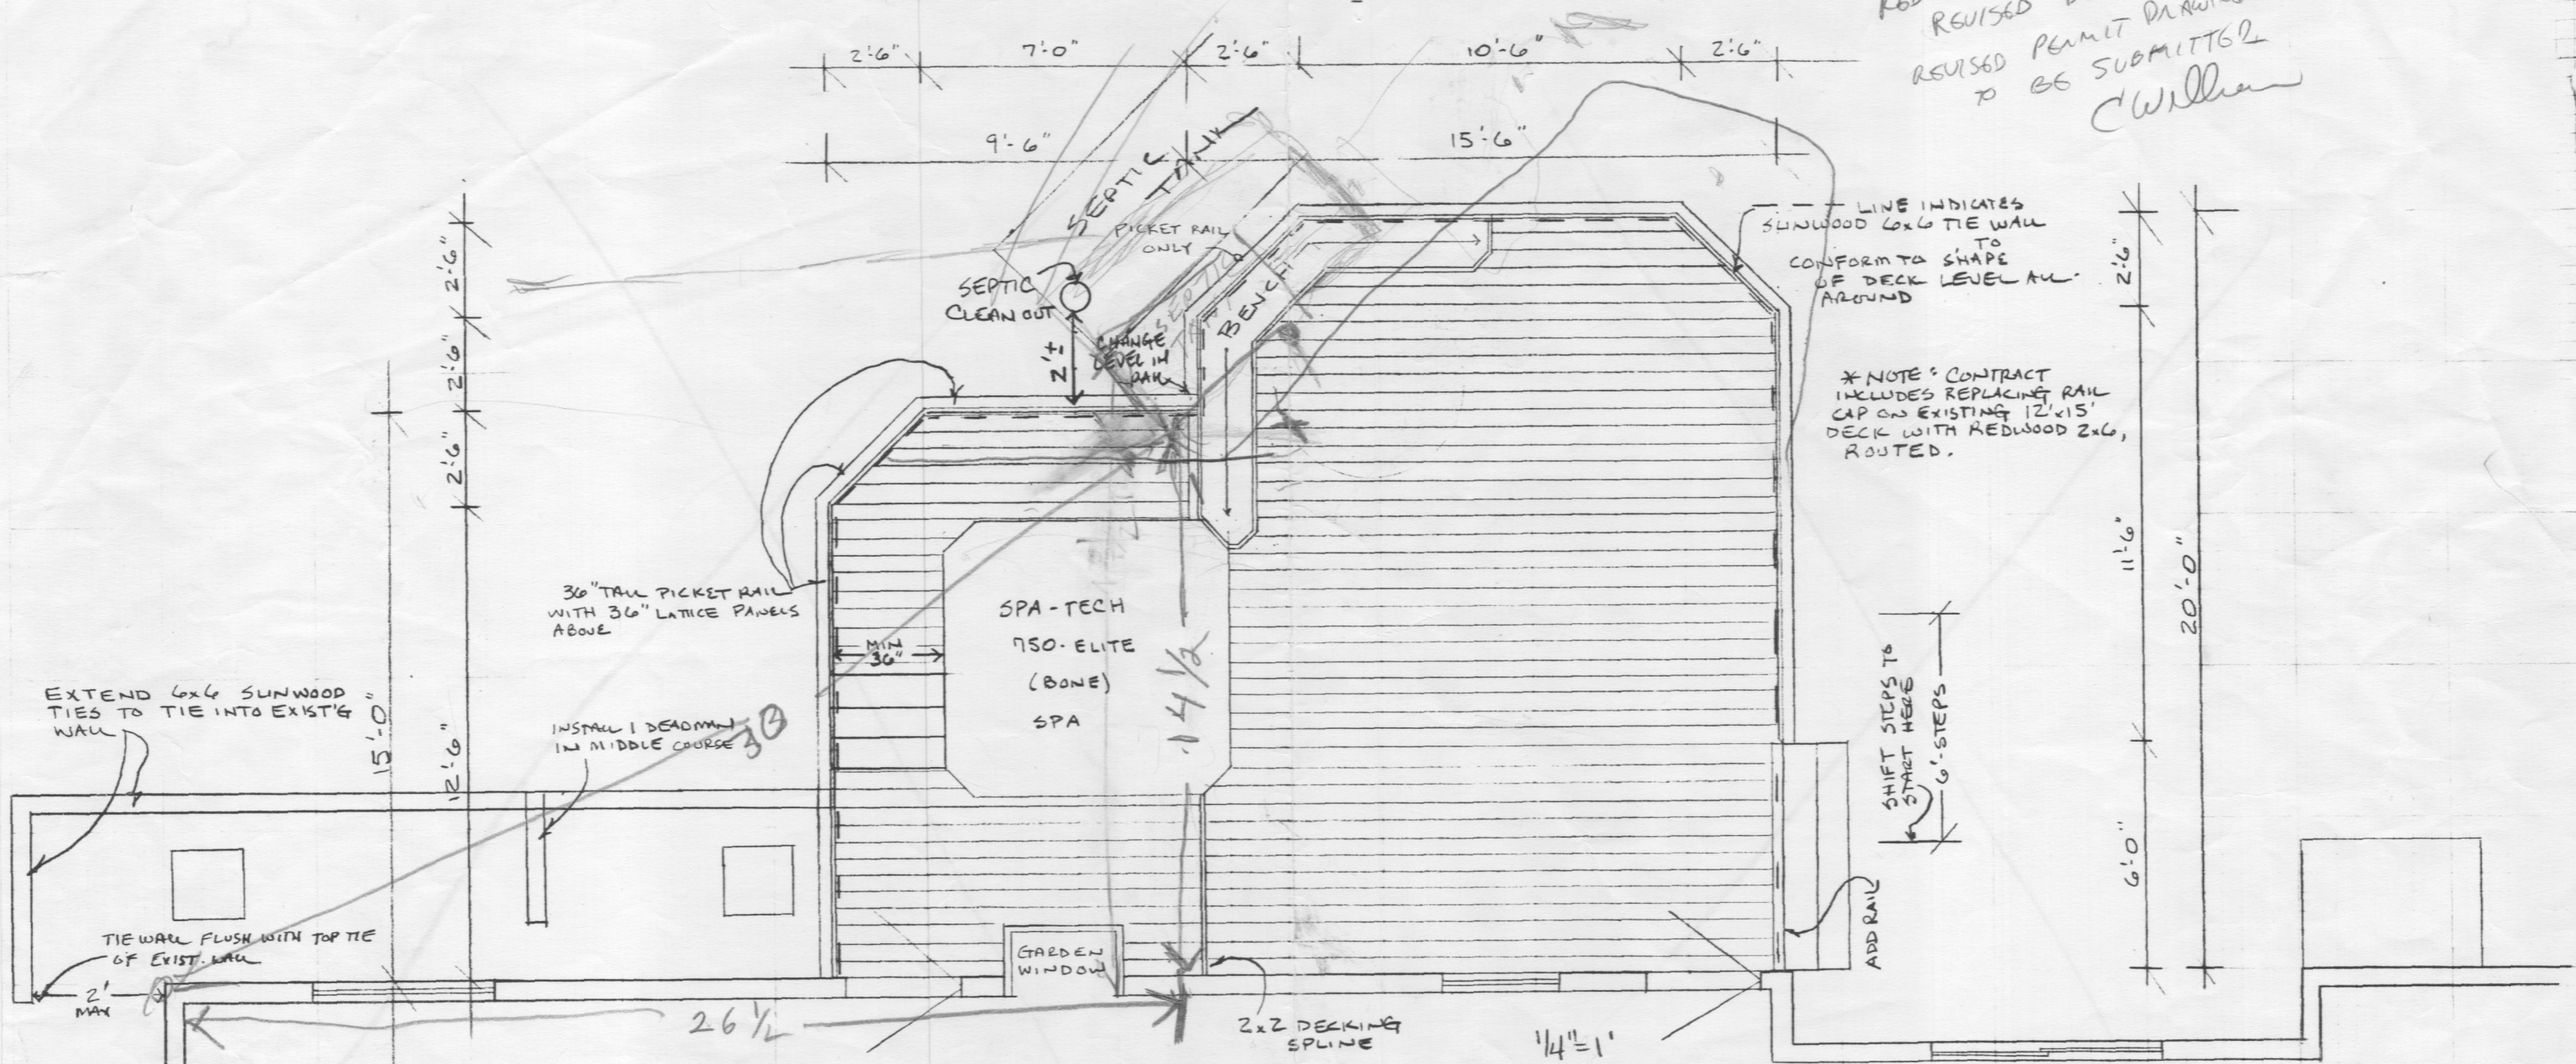 REVISED
REVISED PERMIT DRAWING
TO BE SUBMITTED
2'-6"
7'-0"
2'-6"
10'-6"
2'-6"
9'-6"
15'-6"
SEPTIC
TANK
PICKET RAIL
ONLY
SEPTIC
CLEAN OUT
2'±
CHANGE
LEVEL IN
RAIL
BENCH
LINE INDICATES
SUNWOOD 6x6 TIE WALL
TO
CONFORM TO SHAPE
OF DECK LEVEL ALL
AROUND
* NOTE: CONTRACT
INCLUDES REPLACING RAIL
CAP ON EXISTING 12'x15'
DECK WITH REDWOOD 2x6,
ROUTED.
2'-6"
2'-6"
2'-6"
12'-6"
15'-0"
2'-6"
11'-6"
6'-0"
20'-0"
36" TALL PICKET RAIL
WITH 36" LATTICE PANELS
ABOVE
MIN
36"
SPA-TECH
750-ELITE
(BONE)
SPA
14 1/2
EXTEND 6x6 SUNWOOD
TIES TO TIE INTO EXIST'G
WALL
INSTALL 1 DEADMAN
IN MIDDLE COURSE
30
SHIFT STEPS TO
START HERE
6'-STEPS
ADD RAIL
TIE WALL FLUSH WITH TOP TIE
OF EXIST. WALL
2'
MAX
GARDEN
WINDOW
26 1/2
2x2 DECKING
SPLINE
1/4"=1'